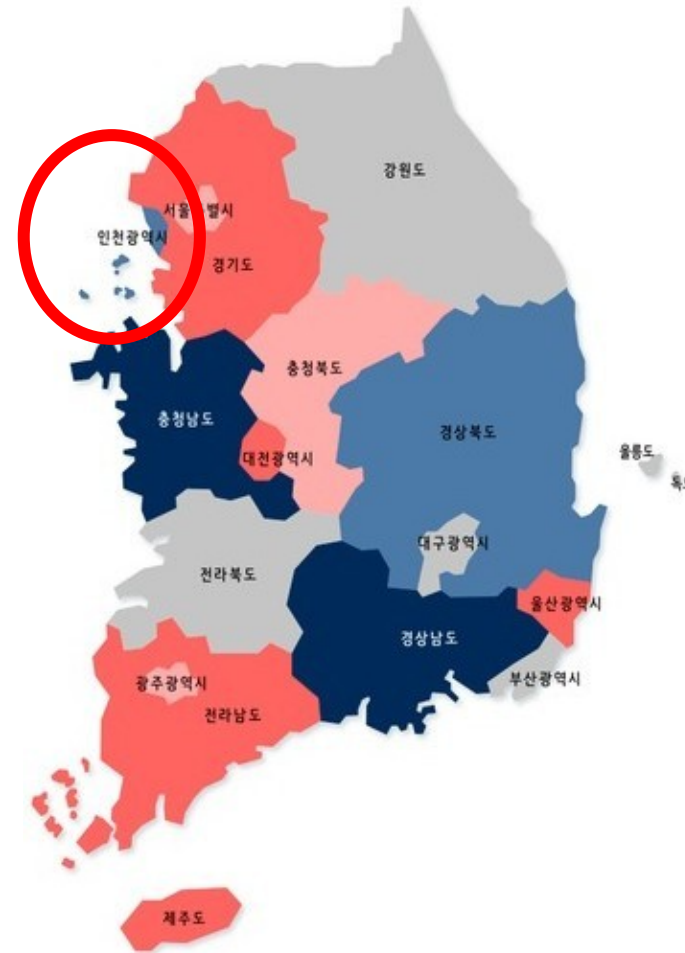 강원도
서울특별시
인천광역시
경기도
충청북도
충청남도
경상북도
대전광역시
울릉도
대구광역시
전라북도
울산광역시
경상남도
부산광역시
광주광역시
전라남도
제주도